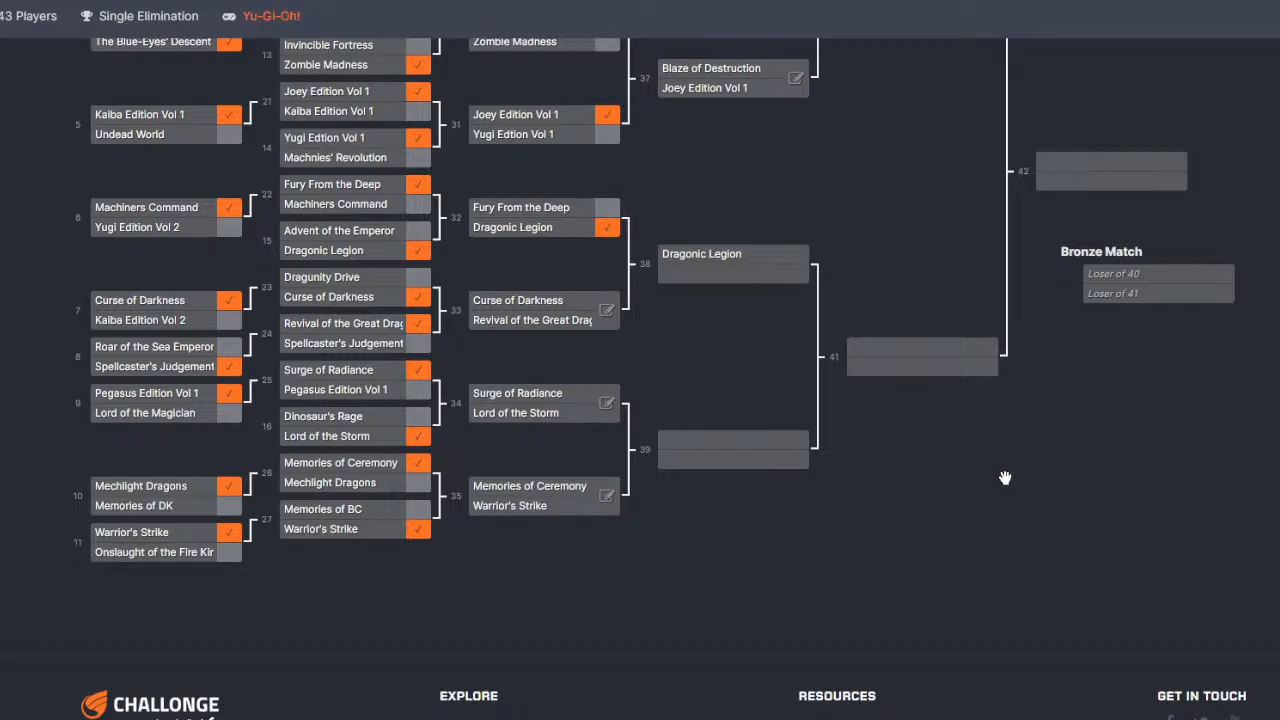 43 Players
Single Elimination
Yu-Gi-Oh!
The Blue-Eyes' Descent
5
Kaiba Edition Vol 1
Undead World
6
Machiners Command
Yugi Edition Vol 2
7
Curse of Darkness
Kaiba Edition Vol 2
8
Roar of the Sea Emperor
Spellcaster's Judgement
9
Pegasus Edition Vol 1
Lord of the Magician
10
Mechlight Dragons
Memories of DK
11
Warrior's Strike
Onslaught of the Fire Kir
13
Invincible Fortress
Zombie Madness
21
Joey Edition Vol 1
Kaiba Edition Vol 1
14
Yugi Edtion Vol 1
Machnies' Revolution
22
Fury From the Deep
Machiners Command
15
Advent of the Emperor
Dragonic Legion
23
Dragunity Drive
Curse of Darkness
24
Revival of the Great Drag
Spellcaster's Judgement
25
Surge of Radiance
Pegasus Edition Vol 1
16
Dinosaur's Rage
Lord of the Storm
26
Memories of Ceremony
Mechlight Dragons
27
Memories of BC
Warrior's Strike
Zombie Madness
31
Joey Edition Vol 1
Yugi Edtion Vol 1
32
Fury From the Deep
Dragonic Legion
33
Curse of Darkness
Revival of the Great Drag
34
Surge of Radiance
Lord of the Storm
35
Memories of Ceremony
Warrior's Strike
37
Blaze of Destruction
Joey Edition Vol 1
38
Dragonic Legion
39
41
42
Bronze Match
Loser of 40
Loser of 41
CHALLONGE
EXPLORE
RESOURCES
GET IN TOUCH